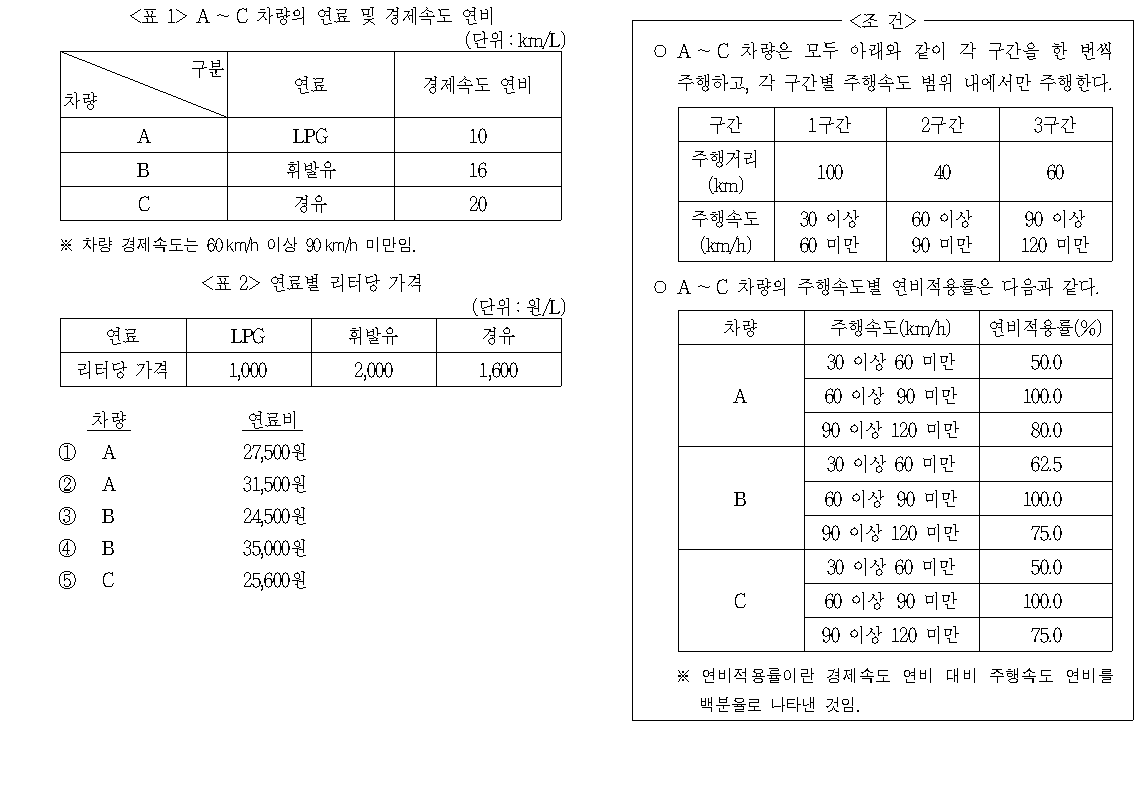 <표 1> A ~ C 차량의 연료 및 경제속도 연비
(단위 : km/L)
구분
차량
연료
경제속도 연비
A LPG 10
B 휘발유 16
C 경유 20
※ 차량 경제속도는 60km/h 이상 90km/h 미만임.
<표 2> 연료별 리터당 가격
(단위 : 원/L)
연료 LPG 휘발유 경유
리터당 가격 1,000 2,000 1,600
차량 연료비
① A 27,500원
② A 31,500원
③ B 24,500원
④ B 35,000원
⑤ C 25,600원
<조 건>
○ A ~ C 차량은 모두 아래와 같이 각 구간을 한 번씩
주행하고, 각 구간별 주행속도 범위 내에서만 주행한다.
구간 1구간 2구간 3구간
주행거리
(km)
100 40 60
주행속도
(km/h)
30 이상
60 미만
60 이상
90 미만
90 이상
120 미만
○ A ~ C 차량의 주행속도별 연비적용률은 다음과 같다.
차량 주행속도(km/h) 연비적용률(%)
A
30 이상 60 미만 50.0
60 이상 90 미만 100.0
90 이상 120 미만 80.0
B
30 이상 60 미만 62.5
60 이상 90 미만 100.0
90 이상 120 미만 75.0
C
30 이상 60 미만 50.0
60 이상 90 미만 100.0
90 이상 120 미만 75.0
※ 연비적용률이란 경제속도 연비 대비 주행속도 연비를
백분율로 나타낸 것임.